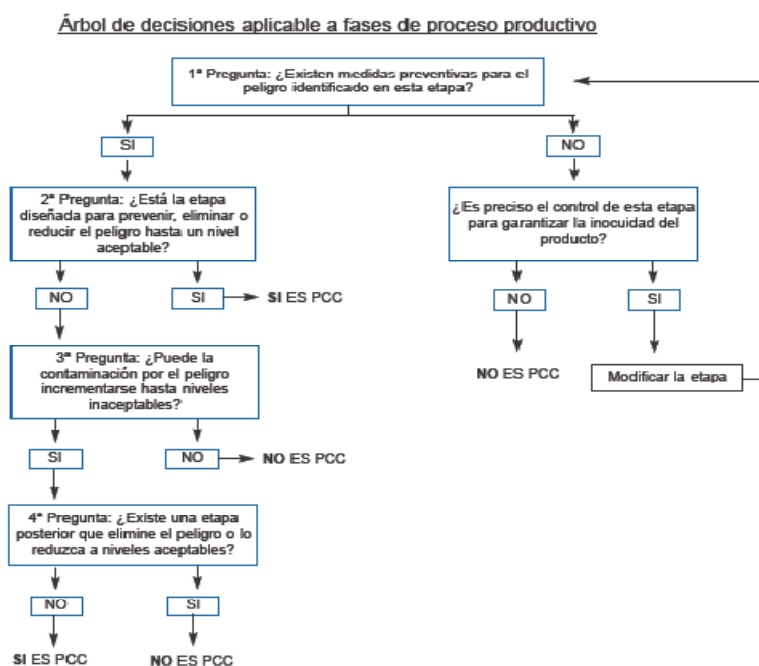 Árbol de decisiones aplicable a fases de proceso productivo
1ª Pregunta: ¿Existen medidas preventivas para el
peligro identificado en esta etapa?
SI
NO
2ª Pregunta: ¿Está la etapa
diseñada para prevenir, eliminar o
reducir el peligro hasta un nivel
aceptable?
¿Es preciso el control de esta etapa
para garantizar la inocuidad del
producto?
NO
SI
SI ES PCC
NO
SI
3ª Pregunta: ¿Puede la
contaminación por el peligro
incrementarse hasta niveles
inaceptables?
NO ES PCC
Modificar la etapa
SI
NO
NO ES PCC
4ª Pregunta: ¿Existe una etapa
posterior que elimine el peligro o lo
reduzca a niveles aceptables?
NO
SI
SI ES PCC
NO ES PCC